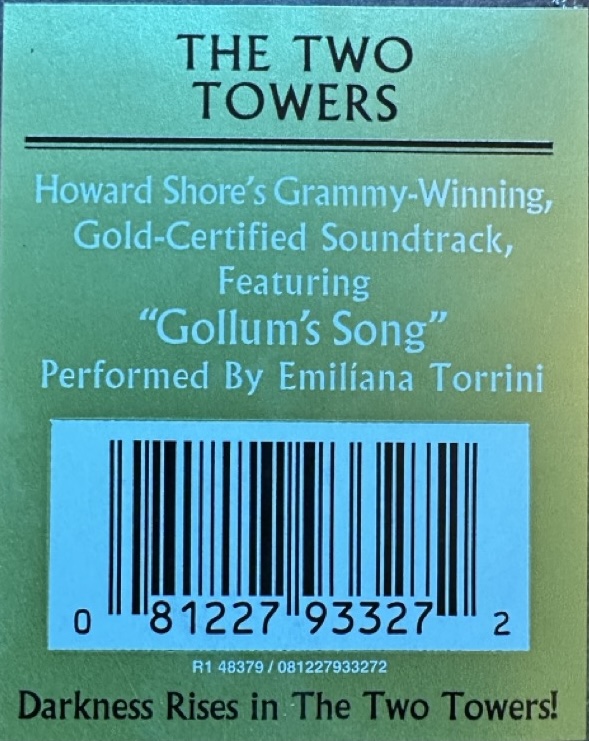 THE TWO
TOWERS
Howard Shore's Grammy-Winning,
Gold-Certified Soundtrack,
Featuring
“Gollum's Song”
Performed By Emilíana Torrini
0 81227 93327 2
R1 48379 / 081227933272
Darkness Rises in The Two Towers!